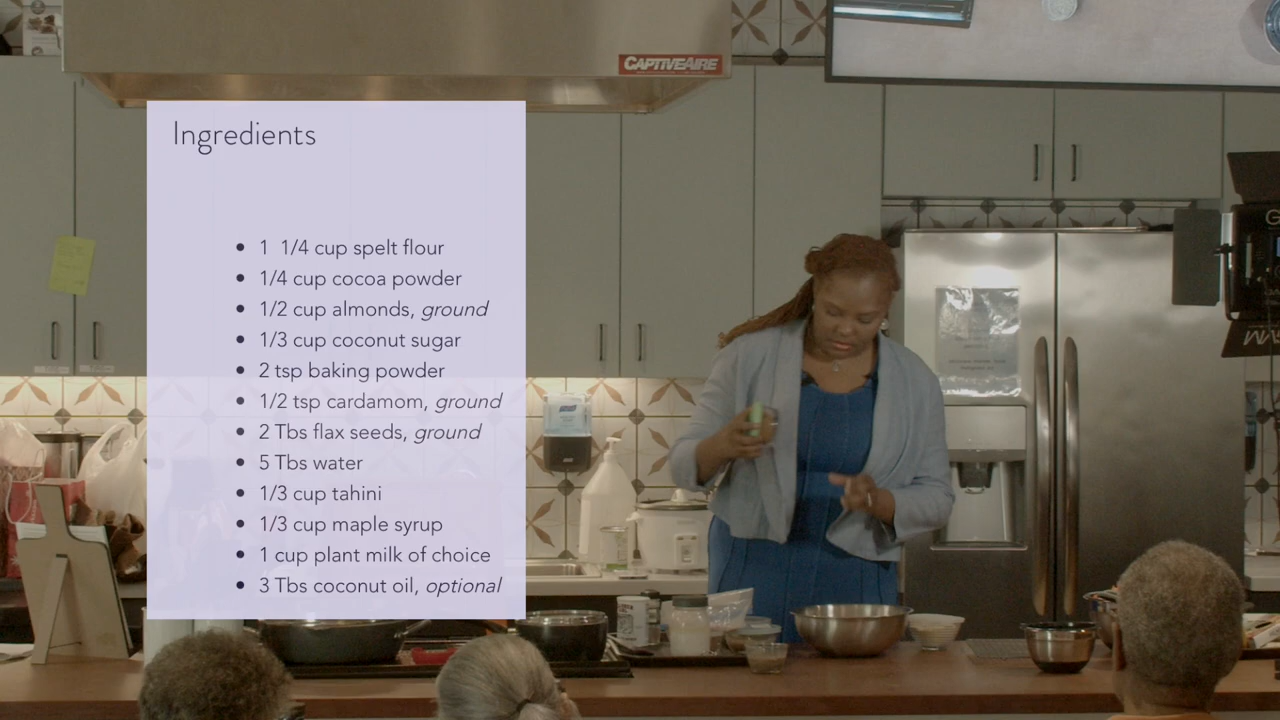 CAPTIVEAIRE
Ingredients
• 1 1/4 cup spelt flour
• 1/4 cup cocoa powder
• 1/2 cup almonds, ground
• 1/3 cup coconut sugar
• 2 tsp baking powder
• 1/2 tsp cardamom, ground
• 2 Tbs flax seeds, ground
• 5 Tbs water
• 1/3 cup tahini
• 1/3 cup maple syrup
• 1 cup plant milk of choice
• 3 Tbs coconut oil, optional